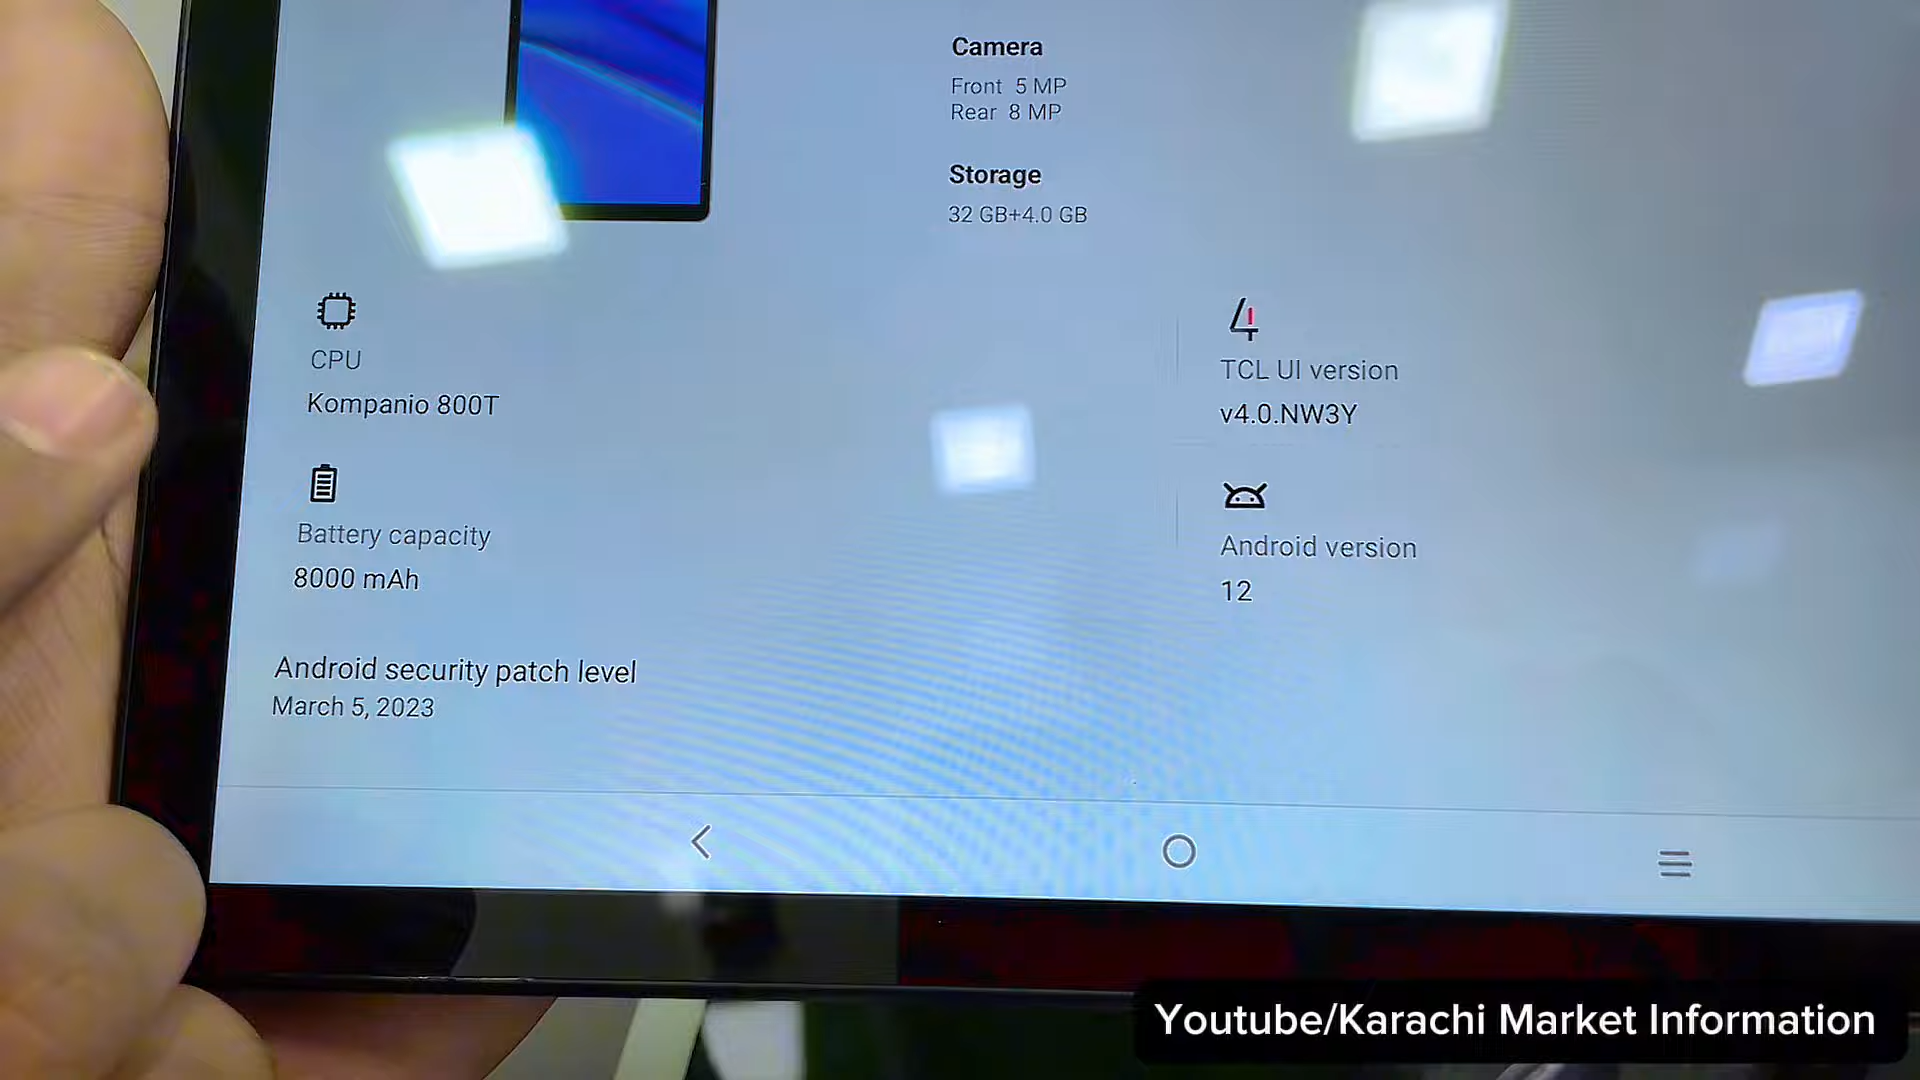 Camera
Front 5 MP
Rear 8 MP
Storage
32 GB+4.0 GB
CPU
Kompanio 800T
TCL UI version
v4.0.NW3Y
Battery capacity
8000 mAh
Android version
12
Android security patch level
March 5, 2023
Youtube/Karachi Market Information